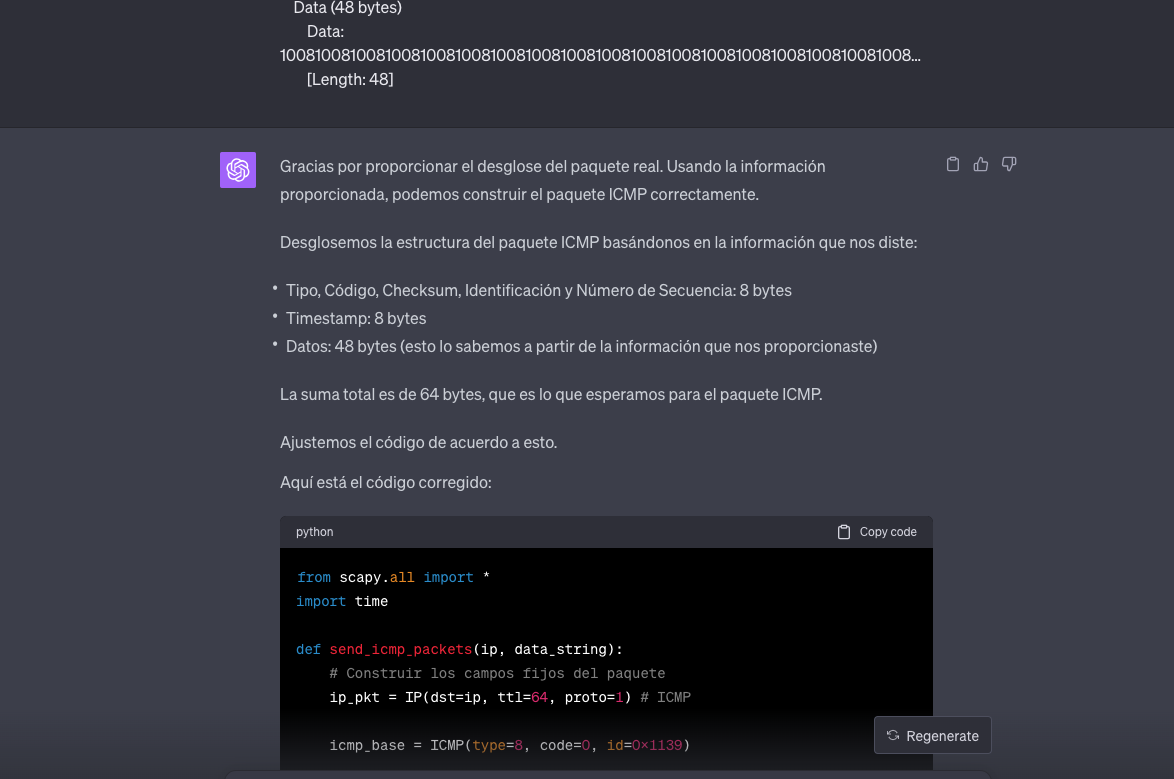 Data (48 bytes)
Data:
10081008100810081008100810081008100810081008100810081008100810081008...
[Length: 48]
Gracias por proporcionar el desglose del paquete real. Usando la información
proporcionada, podemos construir el paquete ICMP correctamente.
Desglosemos la estructura del paquete ICMP basándonos en la información que nos diste:
• Tipo, Código, Checksum, Identificación y Número de Secuencia: 8 bytes
• Timestamp: 8 bytes
• Datos: 48 bytes (esto lo sabemos a partir de la información que nos proporcionaste)
La suma total es de 64 bytes, que es lo que esperamos para el paquete ICMP.
Ajustemos el código de acuerdo a esto.
Aquí está el código corregido:
python Copy code
from scapy.all import *
import time
def send_icmp_packets(ip, data_string):
# Construir los campos fijos del paquete
ip_pkt = IP(dst=ip, ttl=64, proto=1) # ICMP
icmp_base = ICMP(type=8, code=0, id=0x1139)
Regenerate